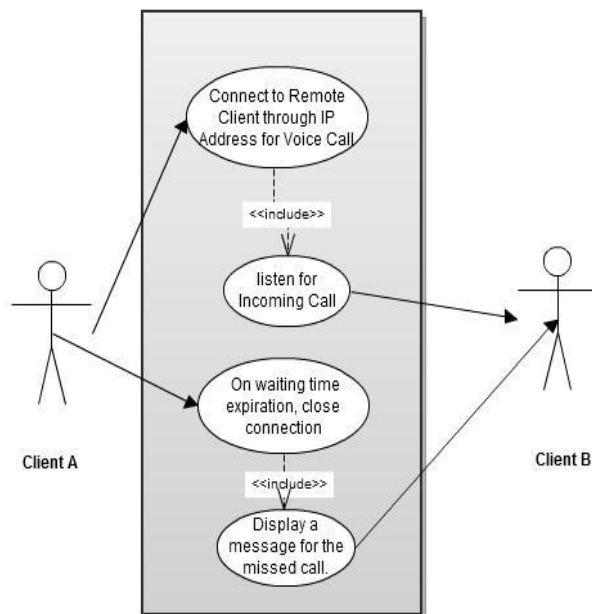 Connect to Remote
Client through IP
Address for Voice Call
<<include>>
listen for
Incoming Call
On waiting time
expiration, close
connection
Client A
Client B
<<include>>
Display a
message for the
missed call.